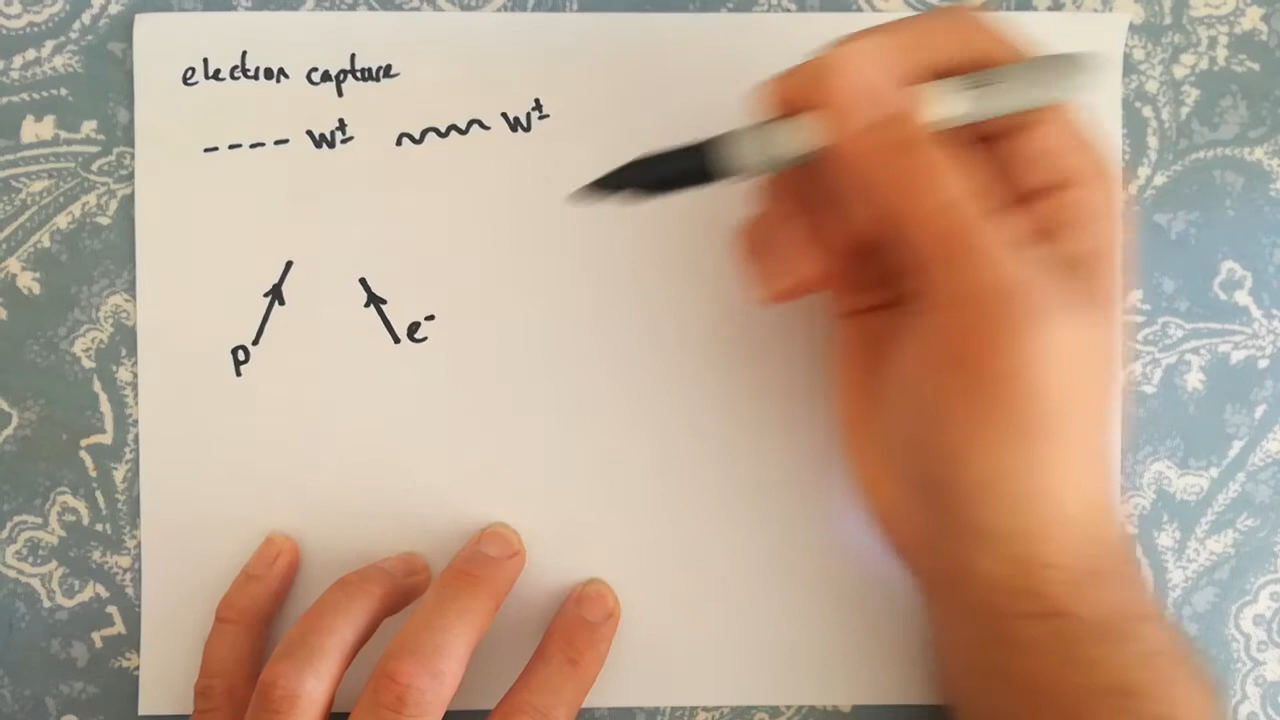 electron capture
---- W± W±
p e⁻